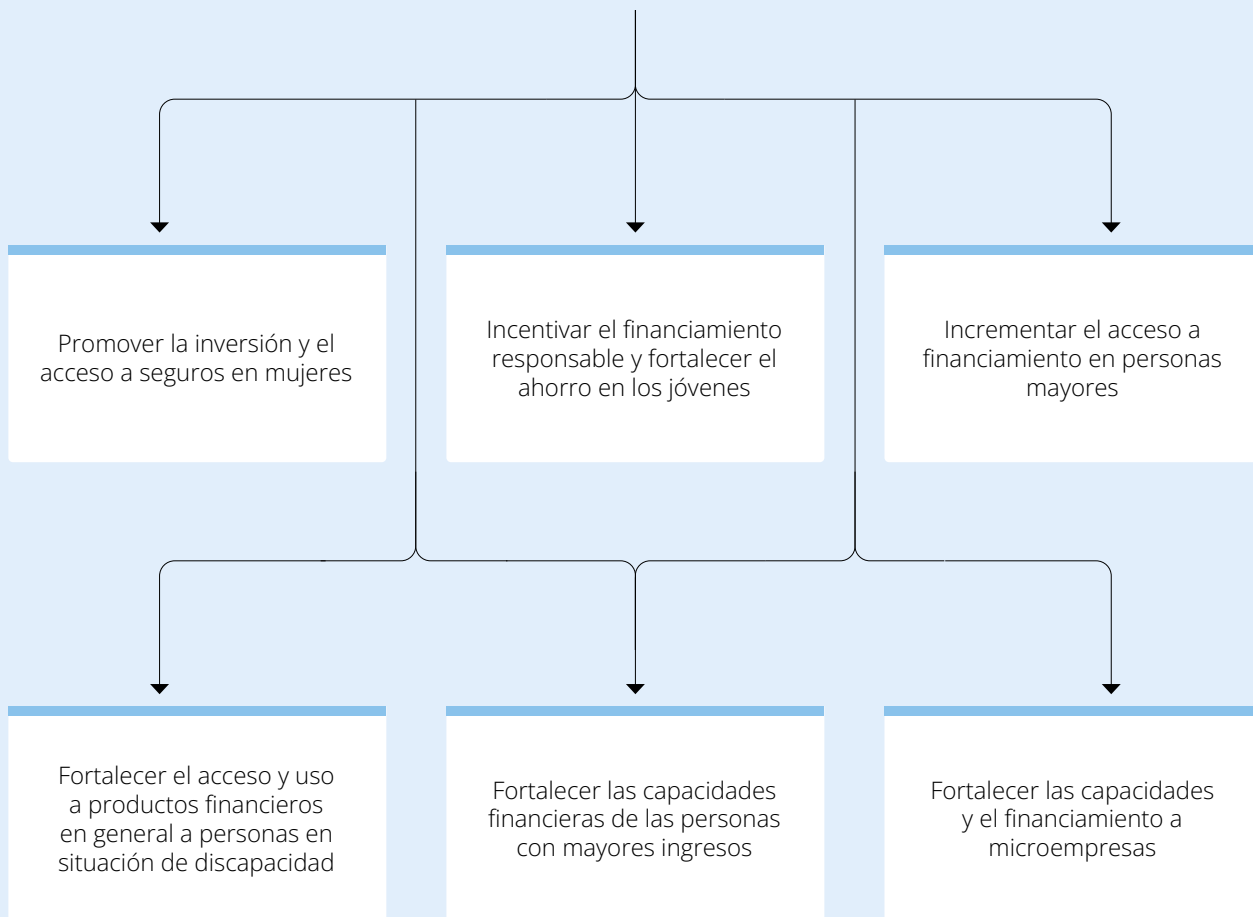 Promover la inversión y el
acceso a seguros en mujeres
Incentivar el financiamiento
responsable y fortalecer el
ahorro en los jóvenes
Incrementar el acceso a
financiamiento en personas
mayores
Fortalecer el acceso y uso
a productos financieros
en general a personas en
situación de discapacidad
Fortalecer las capacidades
financieras de las personas
con mayores ingresos
Fortalecer las capacidades
y el financiamiento a
microempresas